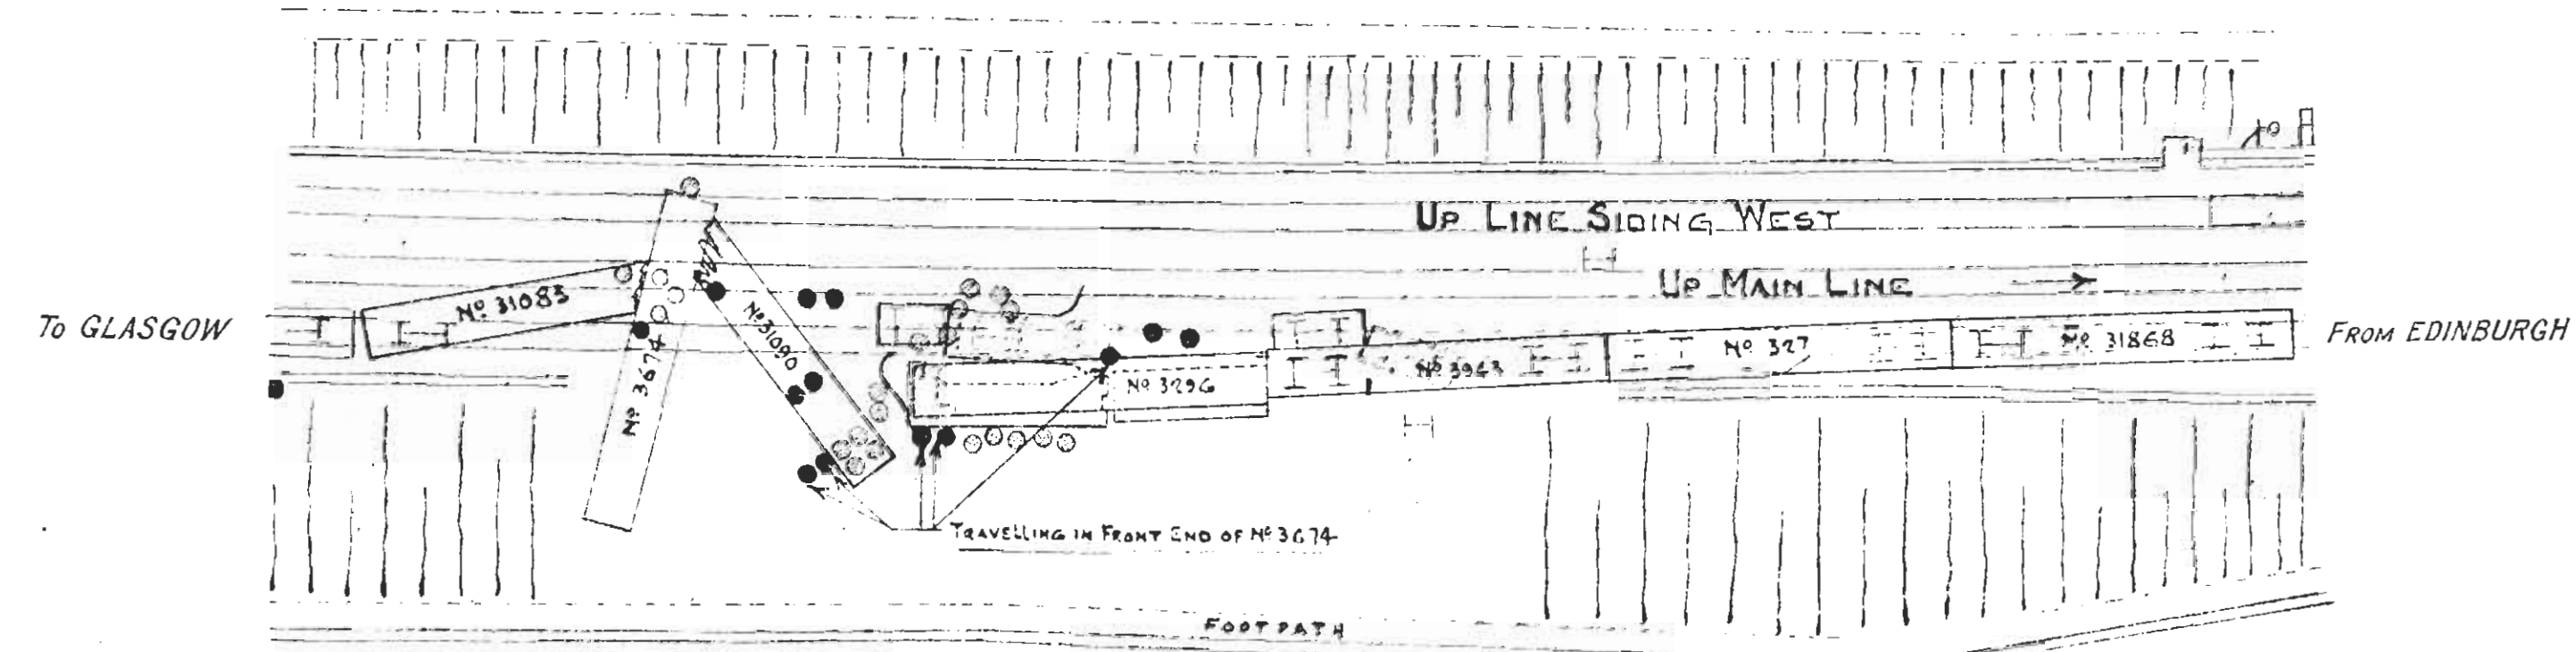 UP LINE SIDING WEST
UP MAIN LINE
To GLASGOW
FROM EDINBURGH
Nº 31083
Nº 3674
Nº 31090
Nº 3296
Nº 3943
Nº 327
Nº 31868
TRAVELLING IN FRONT END OF Nº 3674
FOOTPATH